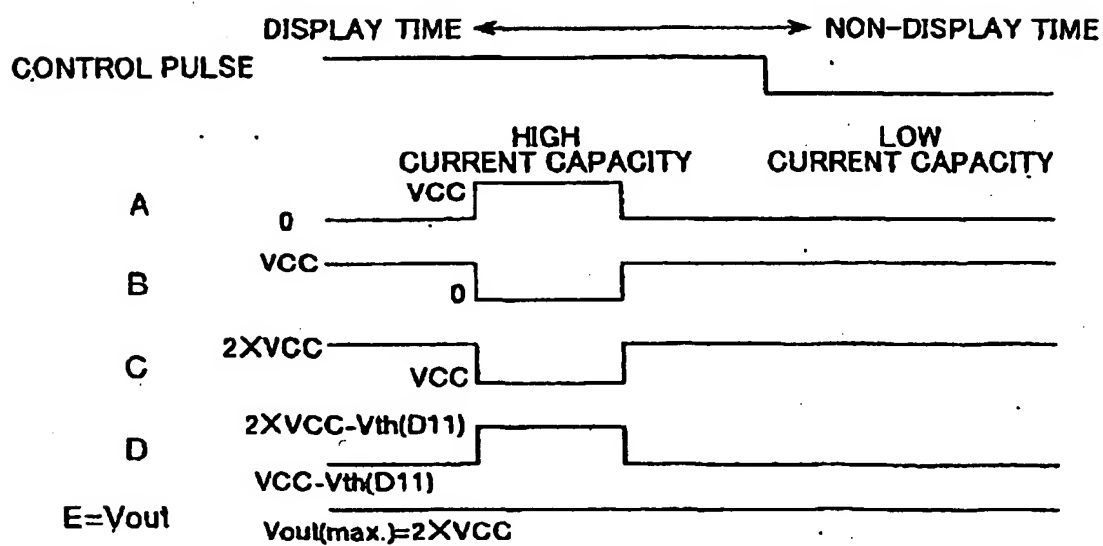 DISPLAY TIME NON-DISPLAY TIME
CONTROL PULSE
HIGH CURRENT CAPACITY
LOW CURRENT CAPACITY
A
VCC
0
B
VCC
0
C
2XVCC
VCC
D
2XVCC-Vth(D11)
VCC-Vth(D11)
E=Vout
Vout(max.)=2XVCC